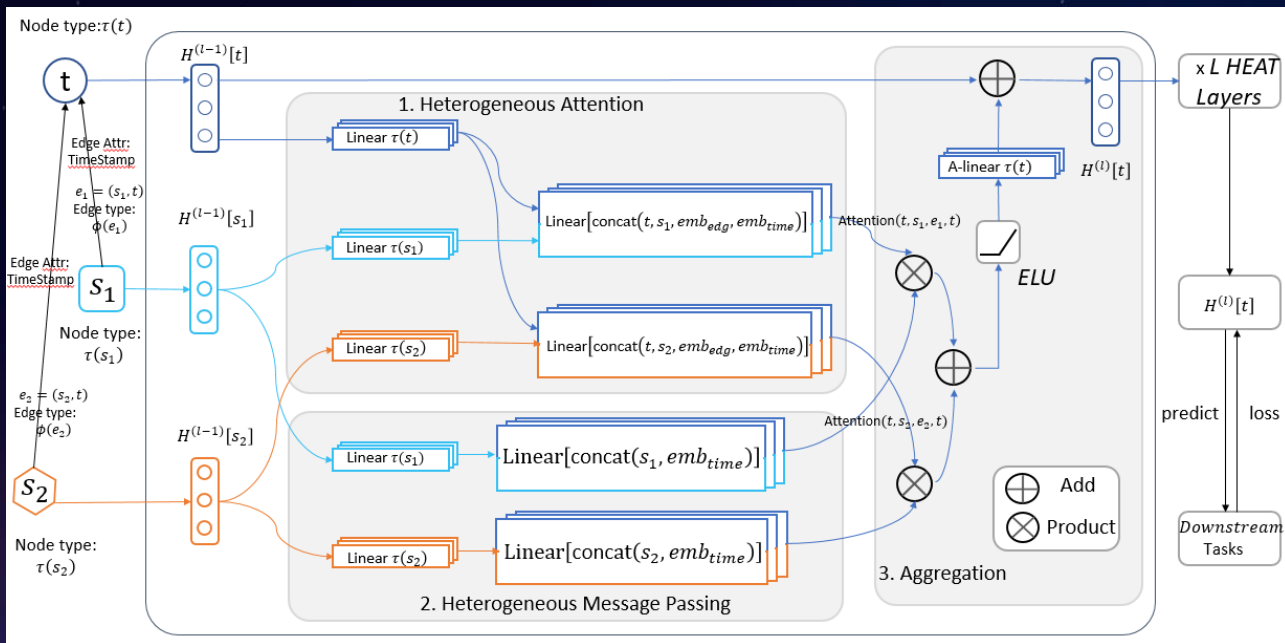 Node type:τ(t)
t
Edge Attr:
TimeStamp
e₁ = (s₁, t)
Edge type:
ϕ(e₁)
Edge Attr:
TimeStamp
S₁
Node type:
τ(s₁)
e₂ = (s₂, t)
Edge type:
ϕ(e₂)
S₂
Node type:
τ(s₂)
H⁽ˡ⁻¹⁾[t]
H⁽ˡ⁻¹⁾[s₁]
H⁽ˡ⁻¹⁾[s₂]
1. Heterogeneous Attention
Linear τ(t)
Linear τ(s₁)
Linear τ(s₂)
Linear[concat(t, s₁, emb_edg, emb_time)]
Linear[concat(t, s₂, emb_edg, emb_time)]
Linear τ(s₁)
Linear[concat(s₁, emb_time)]
Linear τ(s₂)
Linear[concat(s₂, emb_time)]
2. Heterogeneous Message Passing
Attention(t, s₁, e₁, t)
Attention(t, s₂, e₂, t)
A-linear τ(t)
ELU
H⁽ˡ⁾[t]
Add
Product
3. Aggregation
x L HEAT
Layers
H⁽ˡ⁾[t]
predict
loss
Downstream
Tasks